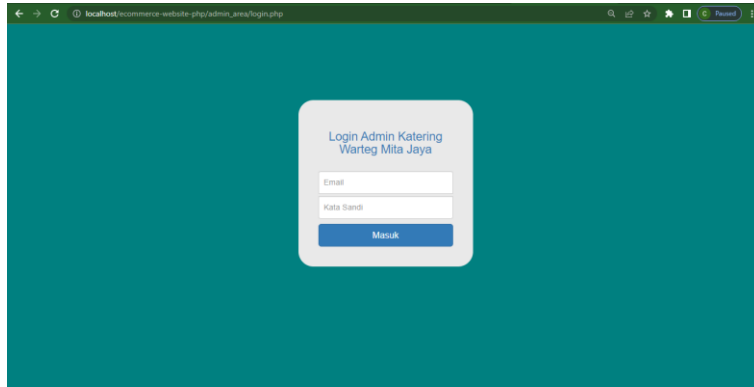 localhost/ecommerce-website-php/admin_area/login.php
C Paused
Login Admin Katering
Warteg Mita Jaya
Email
Kata Sandi
Masuk